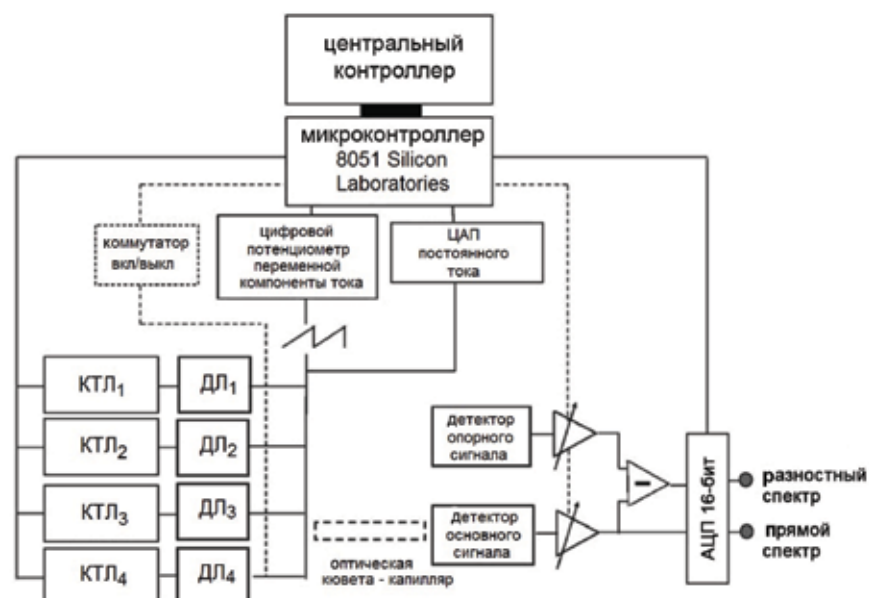 центральный
контроллер
микроконтроллер
8051 Silicon
Laboratories
коммутатор
вкл/выкл
цифровой
потенциометр
переменной
компоненты тока
ЦАП
постоянного
тока
КТЛ1
ДЛ1
КТЛ2
ДЛ2
КТЛ3
ДЛ3
КТЛ4
ДЛ4
детектор
опорного
сигнала
детектор
основного
сигнала
оптическая
кювета - капилляр
АЦП 16-бит
разностный
спектр
прямой
спектр